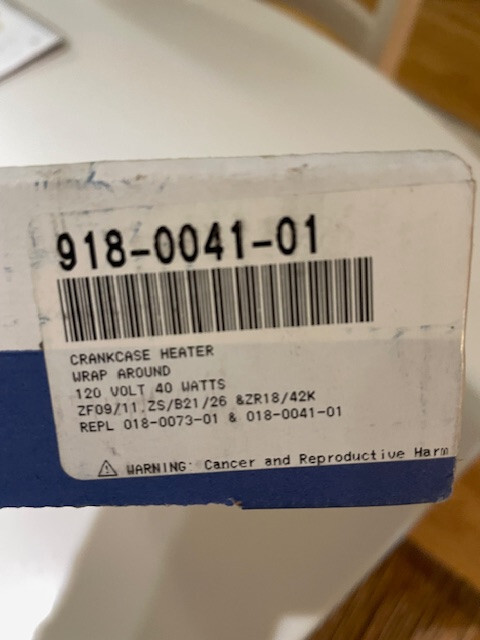 918-0041-01
CRANKCASE HEATER
WRAP AROUND
120 VOLT 40 WATTS
ZF09/11,ZS/B21/26 &ZR18/42K
REPL 018-0073-01 & 018-0041-01
⚠ WARNING: Cancer and Reproductive Harm